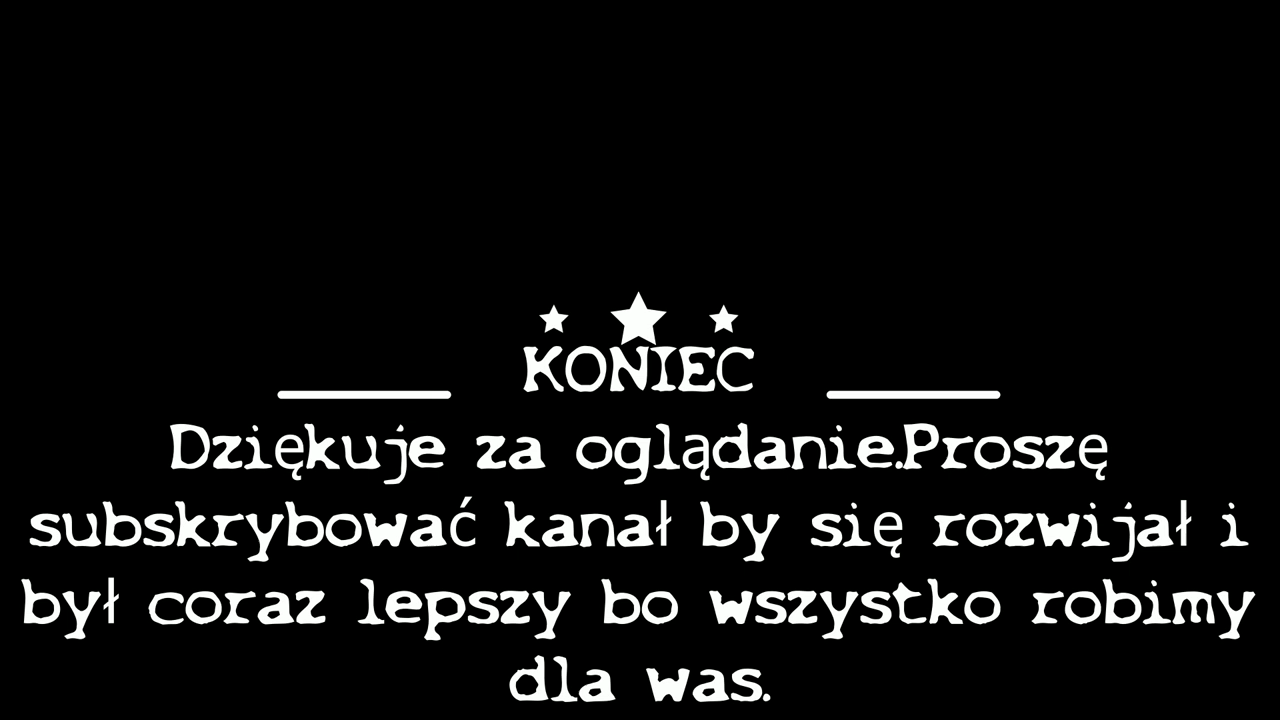 KONIEC
Dziękuje za oglądanie.Proszę
subskrybować kanał by się rozwijał i
był coraz lepszy bo wszystko robimy
dla was.